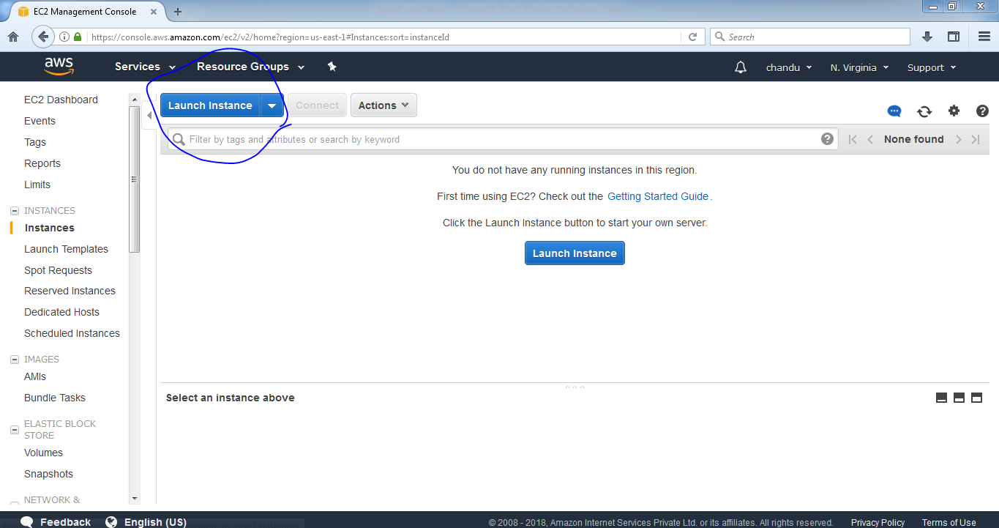 EC2 Management Console
https://console.aws.amazon.com/ec2/v2/home?region=us-east-1#Instances:sort=instanceId
Search
aws Services Resource Groups chandu N. Virginia Support
EC2 Dashboard
Events
Tags
Reports
Limits
INSTANCES
Instances
Launch Templates
Spot Requests
Reserved Instances
Dedicated Hosts
Scheduled Instances
IMAGES
AMIs
Bundle Tasks
ELASTIC BLOCK
STORE
Volumes
Snapshots
NETWORK &
Launch Instance Connect Actions
Filter by tags and attributes or search by keyword
None found
You do not have any running instances in this region.
First time using EC2? Check out the Getting Started Guide.
Click the Launch Instance button to start your own server.
Launch Instance
Select an instance above
Feedback English (US) © 2008 - 2018, Amazon Internet Services Private Ltd. or its affiliates. All rights reserved. Privacy Policy Terms of Use